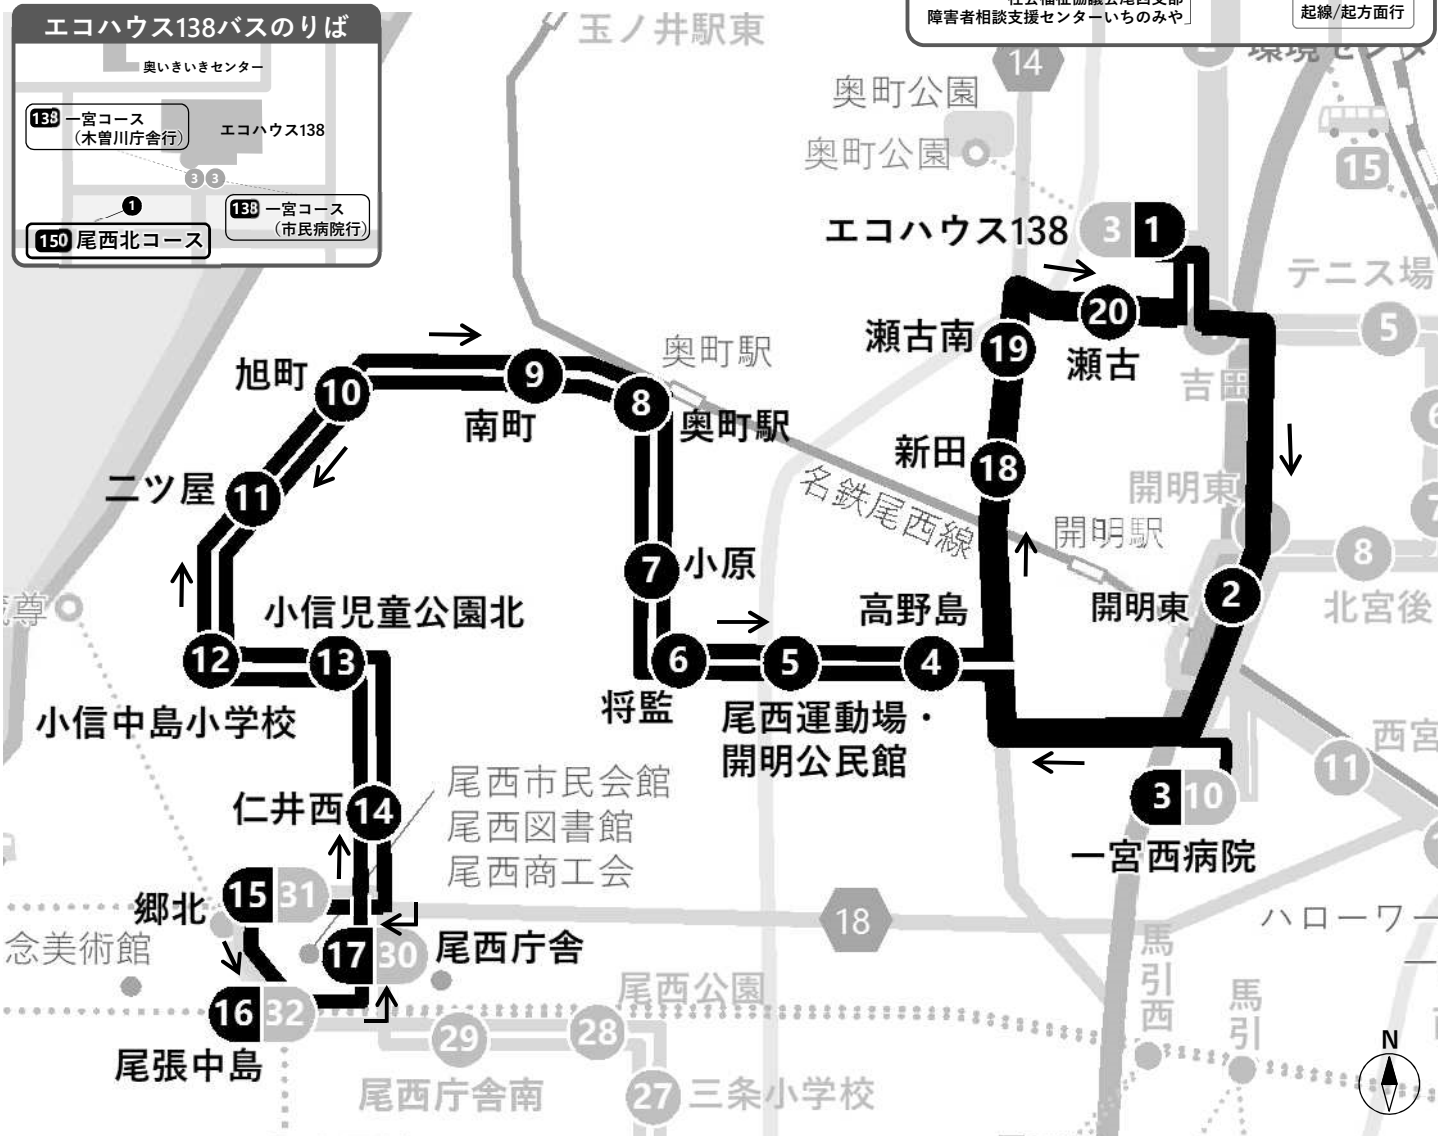 エコハウス138バスのりば
奥いきいきセンター
138 一宮コース
（木曽川庁舎行）
エコハウス138
3 3
1
138 一宮コース
（市民病院行）
150 尾西北コース
障害者相談支援センターいちのみや
起線/起方面行
玉ノ井駅東
14
奥町公園
奥町公園
15
エコハウス138 3 1
テニス場
5
瀬古南 19
20
瀬古
吉田
奥町駅
旭町 10
9
南町
8 奥町駅
新田 18
名鉄尾西線
開明駅
開明東
二ツ屋 11
7 小原
8
北宮後
開明東 2
小信児童公園北
高野島
12 13
6 5 4
小信中島小学校
将監
尾西運動場・
開明公民館
西宮
11
3 10
一宮西病院
仁井西 14
尾西市民会館
尾西図書館
尾西商工会
郷北 15 31
18
ハローワー
念美術館
17 30 尾西庁舎
16 32
尾張中島
尾西公園
29 28
尾西庁舎南
27 三条小学校
馬引西
馬引
N